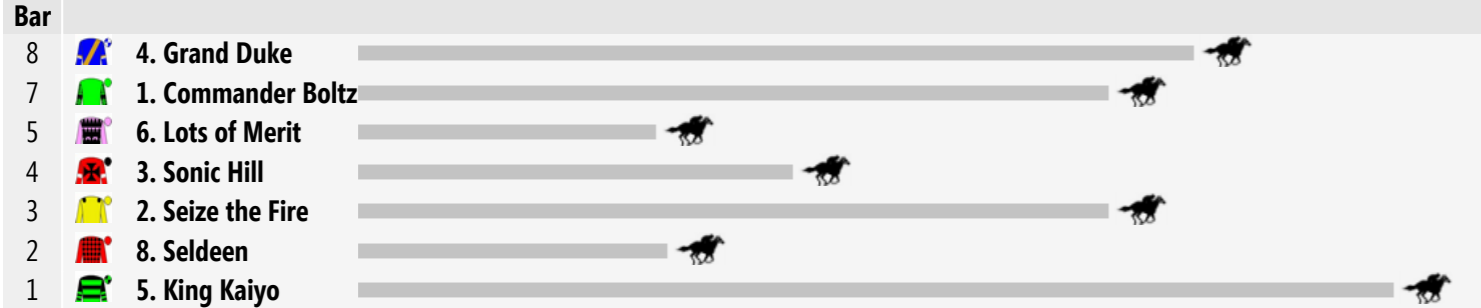 Bar
8 4. Grand Duke
7 1. Commander Boltz
5 6. Lots of Merit
4 3. Sonic Hill
3 2. Seize the Fire
2 8. Seldeen
1 5. King Kaiyo